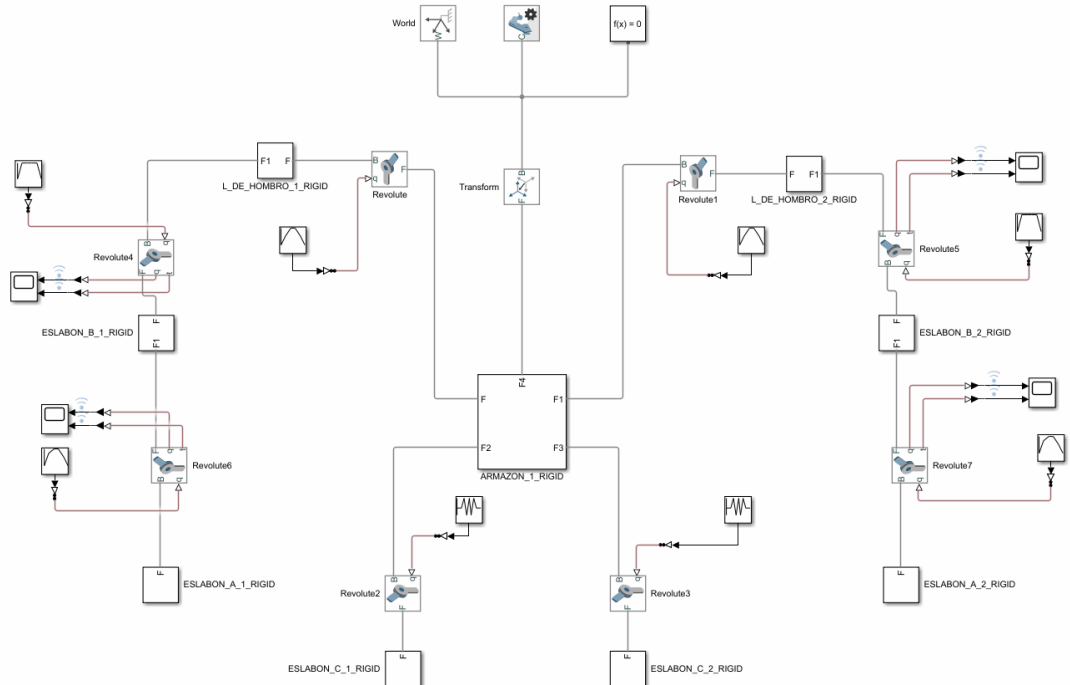 World
W
C
f(x) = 0
F1 F
L_DE_HOMBRO_1_RIGID
B
q
F
Revolute
Transform
B
F
B
q
F
Revolute1
F F1
L_DE_HOMBRO_2_RIGID
Revolute4
B q
F q t
Revolute5
F q t
B q
ESLABON_B_1_RIGID
F
F1
ESLABON_B_2_RIGID
F
F1
F4
F F1
F2 F3
ARMAZON_1_RIGID
Revolute6
F q t
B q
Revolute7
F q t
B q
ESLABON_A_1_RIGID
F
Revolute2
B q
F
Revolute3
B q
F
ESLABON_A_2_RIGID
F
ESLABON_C_1_RIGID
F
ESLABON_C_2_RIGID
F